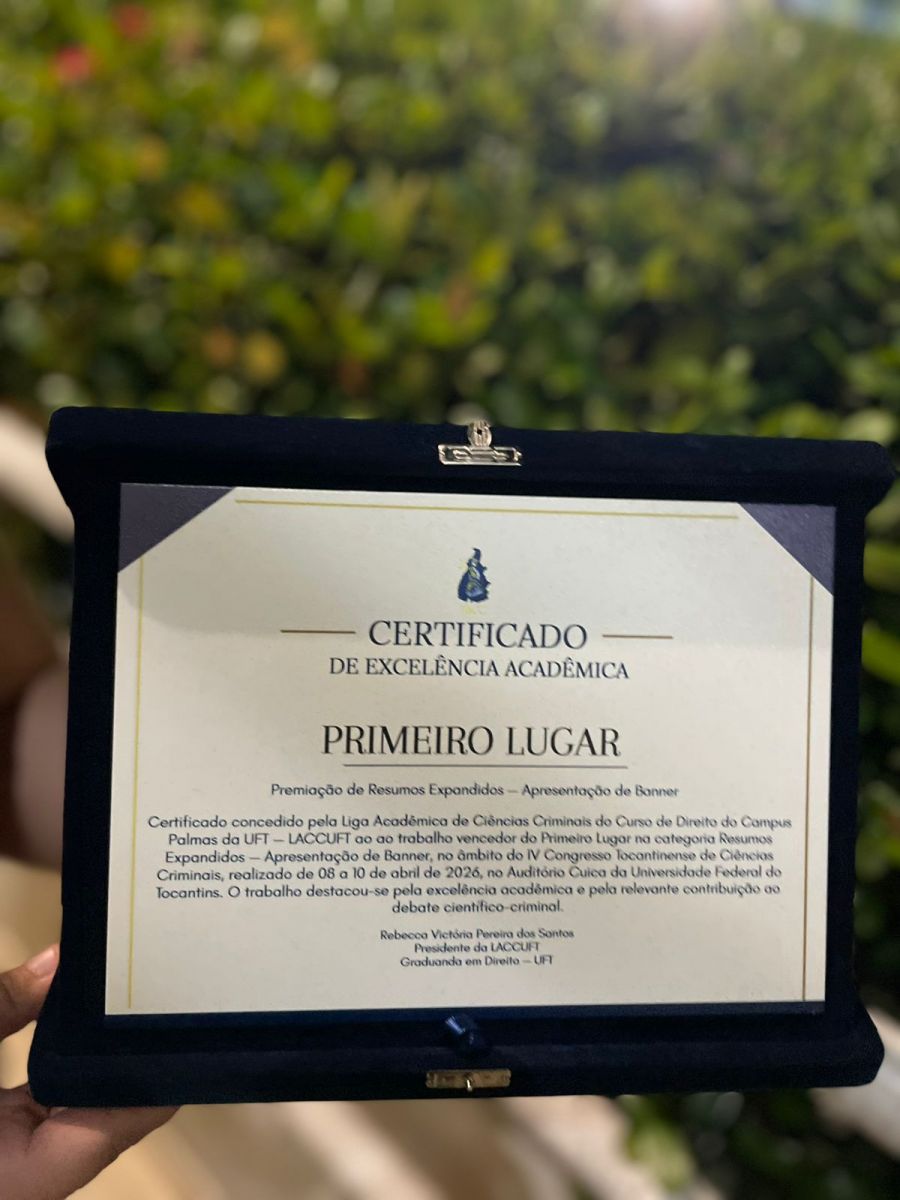 CERTIFICADO
DE EXCELÊNCIA ACADÊMICA
PRIMEIRO LUGAR
Premiação de Resumos Expandidos – Apresentação de Banner
Certificado concedido pela Liga Acadêmica de Ciências Criminais do Curso de Direito do Campus
Palmas da UFT – LACCUFT ao ao trabalho vencedor do Primeiro Lugar na categoria Resumos
Expandidos – Apresentação de Banner, no âmbito do IV Congresso Tocantinense de Ciências
Criminais, realizado de 08 a 10 de abril de 2026, no Auditório Cuica da Universidade Federal do
Tocantins. O trabalho destacou-se pela excelência acadêmica e pela relevante contribuição ao
debate científico-criminal.
Rebecca Victória Pereira dos Santos
Presidente da LACCUFT
Graduanda em Direito – UFT